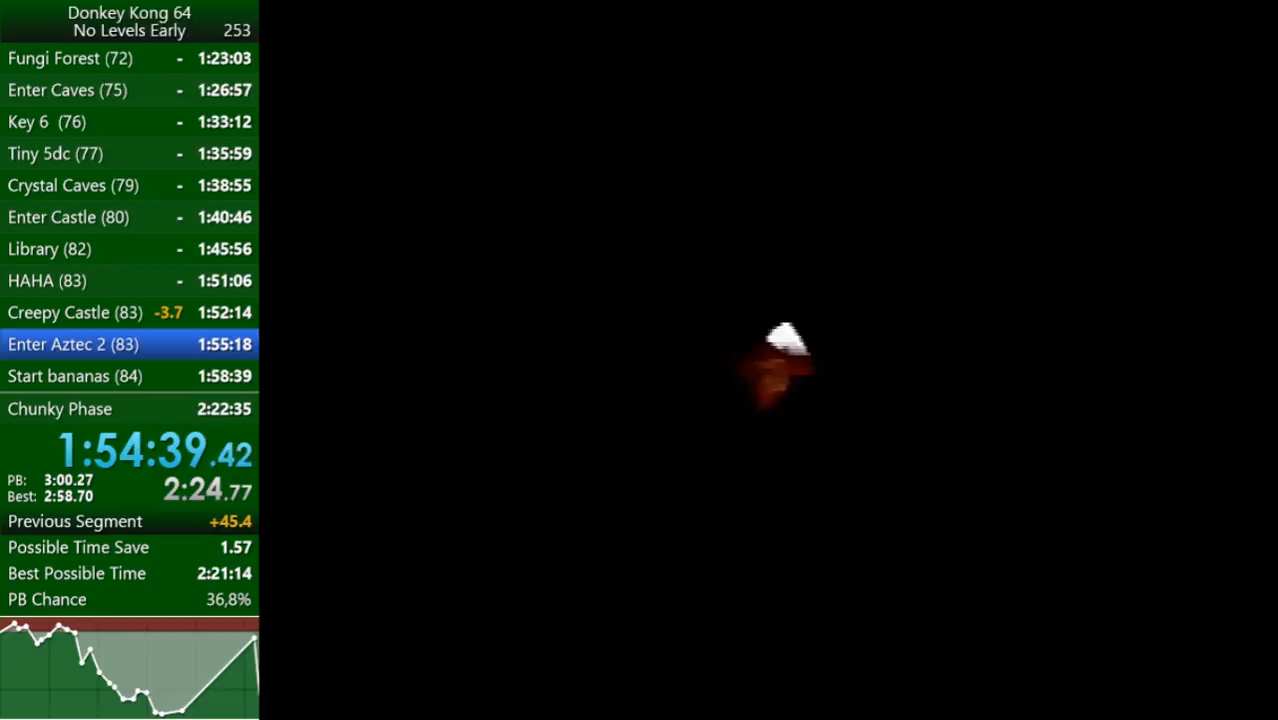 Donkey Kong 64
No Levels Early 253
Fungi Forest (72) - 1:23:03
Enter Caves (75) - 1:26:57
Key 6 (76) - 1:33:12
Tiny 5dc (77) - 1:35:59
Crystal Caves (79) - 1:38:55
Enter Castle (80) - 1:40:46
Library (82) - 1:45:56
HAHA (83) - 1:51:06
Creepy Castle (83) -3.7 1:52:14
Enter Aztec 2 (83) 1:55:18
Start bananas (84) 1:58:39
Chunky Phase 2:22:35
1:54:39.42
PB: 3:00.27
Best: 2:58.70 2:24.77
Previous Segment +45.4
Possible Time Save 1.57
Best Possible Time 2:21:14
PB Chance 36,8%